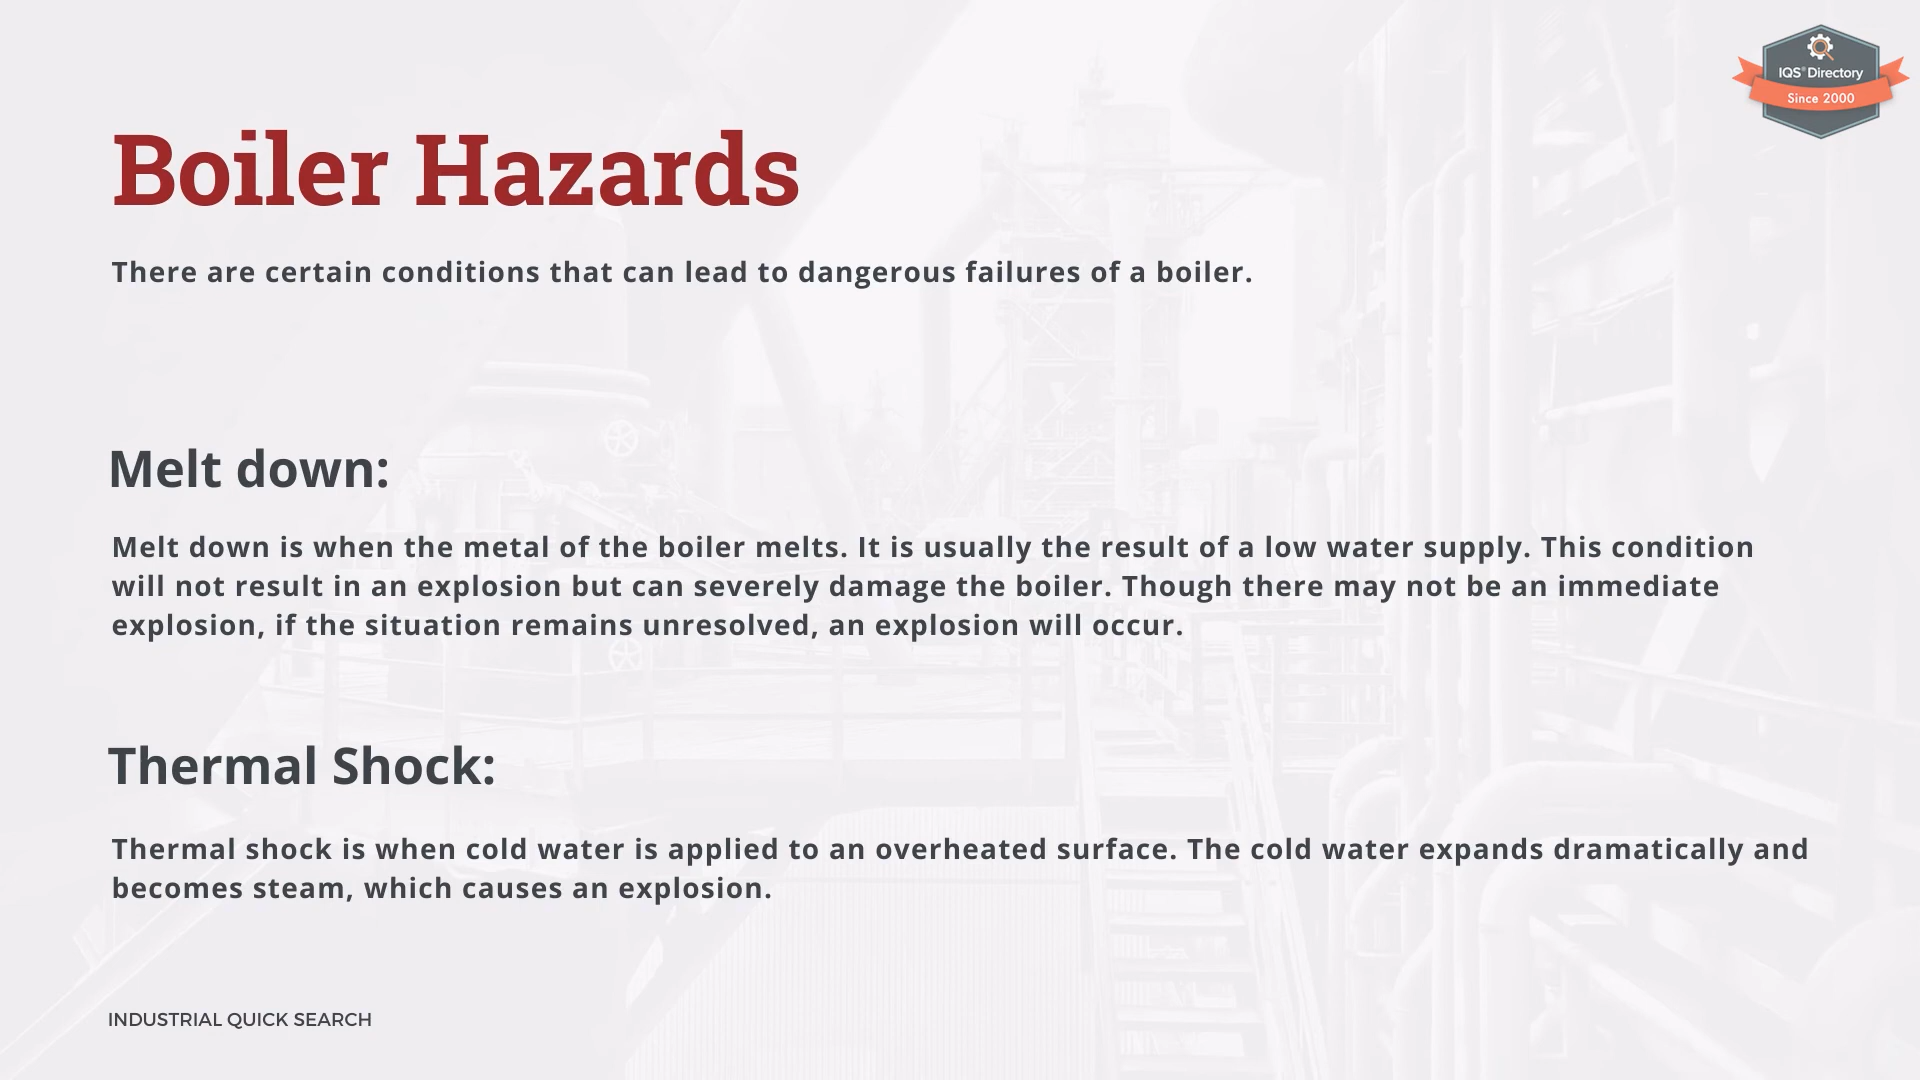 IQS® Directory
Since 2000
Boiler Hazards
There are certain conditions that can lead to dangerous failures of a boiler.
Melt down:
Melt down is when the metal of the boiler melts. It is usually the result of a low water supply. This condition
will not result in an explosion but can severely damage the boiler. Though there may not be an immediate
explosion, if the situation remains unresolved, an explosion will occur.
Thermal Shock:
Thermal shock is when cold water is applied to an overheated surface. The cold water expands dramatically and
becomes steam, which causes an explosion.
INDUSTRIAL QUICK SEARCH